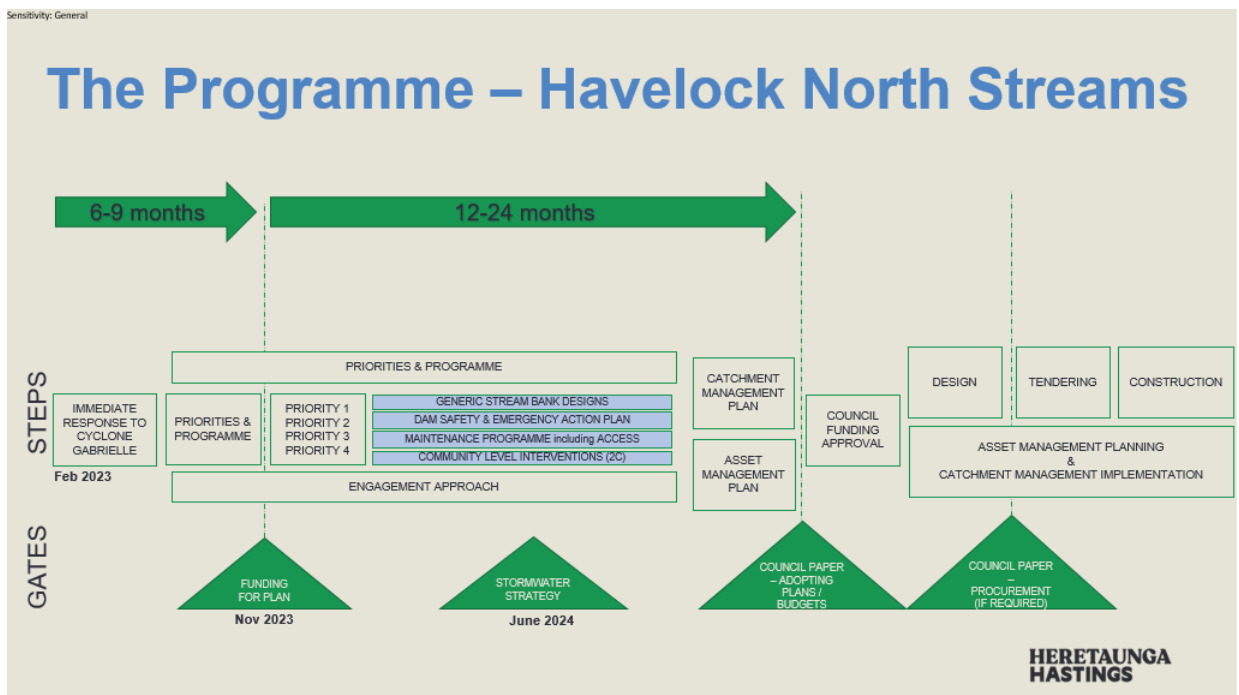 Sensitivity: General
The Programme – Havelock North Streams
6-9 months
12-24 months
STEPS
IMMEDIATE
RESPONSE TO
CYCLONE
GABRIELLE
Feb 2023
PRIORITIES &
PROGRAMME
PRIORITIES & PROGRAMME
PRIORITY 1
PRIORITY 2
PRIORITY 3
PRIORITY 4
GENERIC STREAM BANK DESIGNS
DAM SAFETY & EMERGENCY ACTION PLAN
MAINTENANCE PROGRAMME including ACCESS
COMMUNITY LEVEL INTERVENTIONS (2C)
ENGAGEMENT APPROACH
CATCHMENT
MANAGEMENT
PLAN
ASSET
MANAGEMENT
PLAN
COUNCIL
FUNDING
APPROVAL
DESIGN
TENDERING
CONSTRUCTION
ASSET MANAGEMENT PLANNING
&
CATCHMENT MANAGEMENT IMPLEMENTATION
GATES
FUNDING
FOR PLAN
Nov 2023
STORMWATER
STRATEGY
June 2024
COUNCIL PAPER
– ADOPTING
PLANS /
BUDGETS
COUNCIL PAPER
–
PROCUREMENT
(IF REQUIRED)
HERETAUNGA
HASTINGS